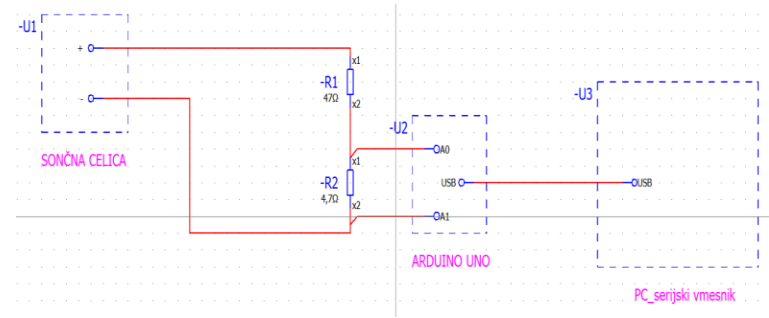 -U1
+
-
SONČNA CELICA
x1
-R1
47Ω
x2
x1
-R2
4,7Ω
x2
-U2
A0
USB
A1
ARDUINO UNO
-U3
USB
PC_serijski vmesnik